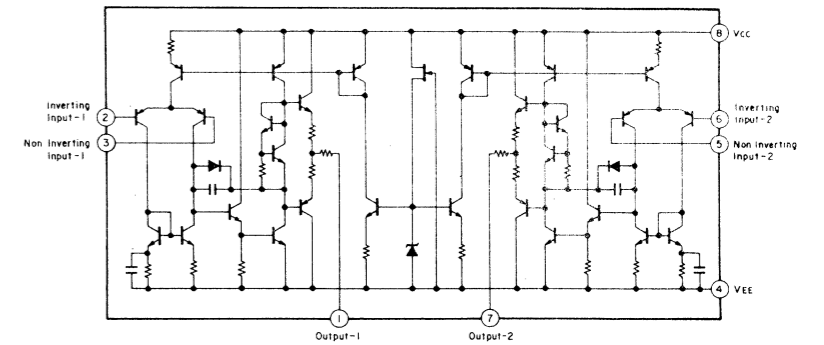 8 VCC
Inverting
Input-1 2
Non Inverting 3
Input-1
6 Inverting
Input-2
5 Non Inverting
Input-2
4 VEE
1
Output-1
7
Output-2